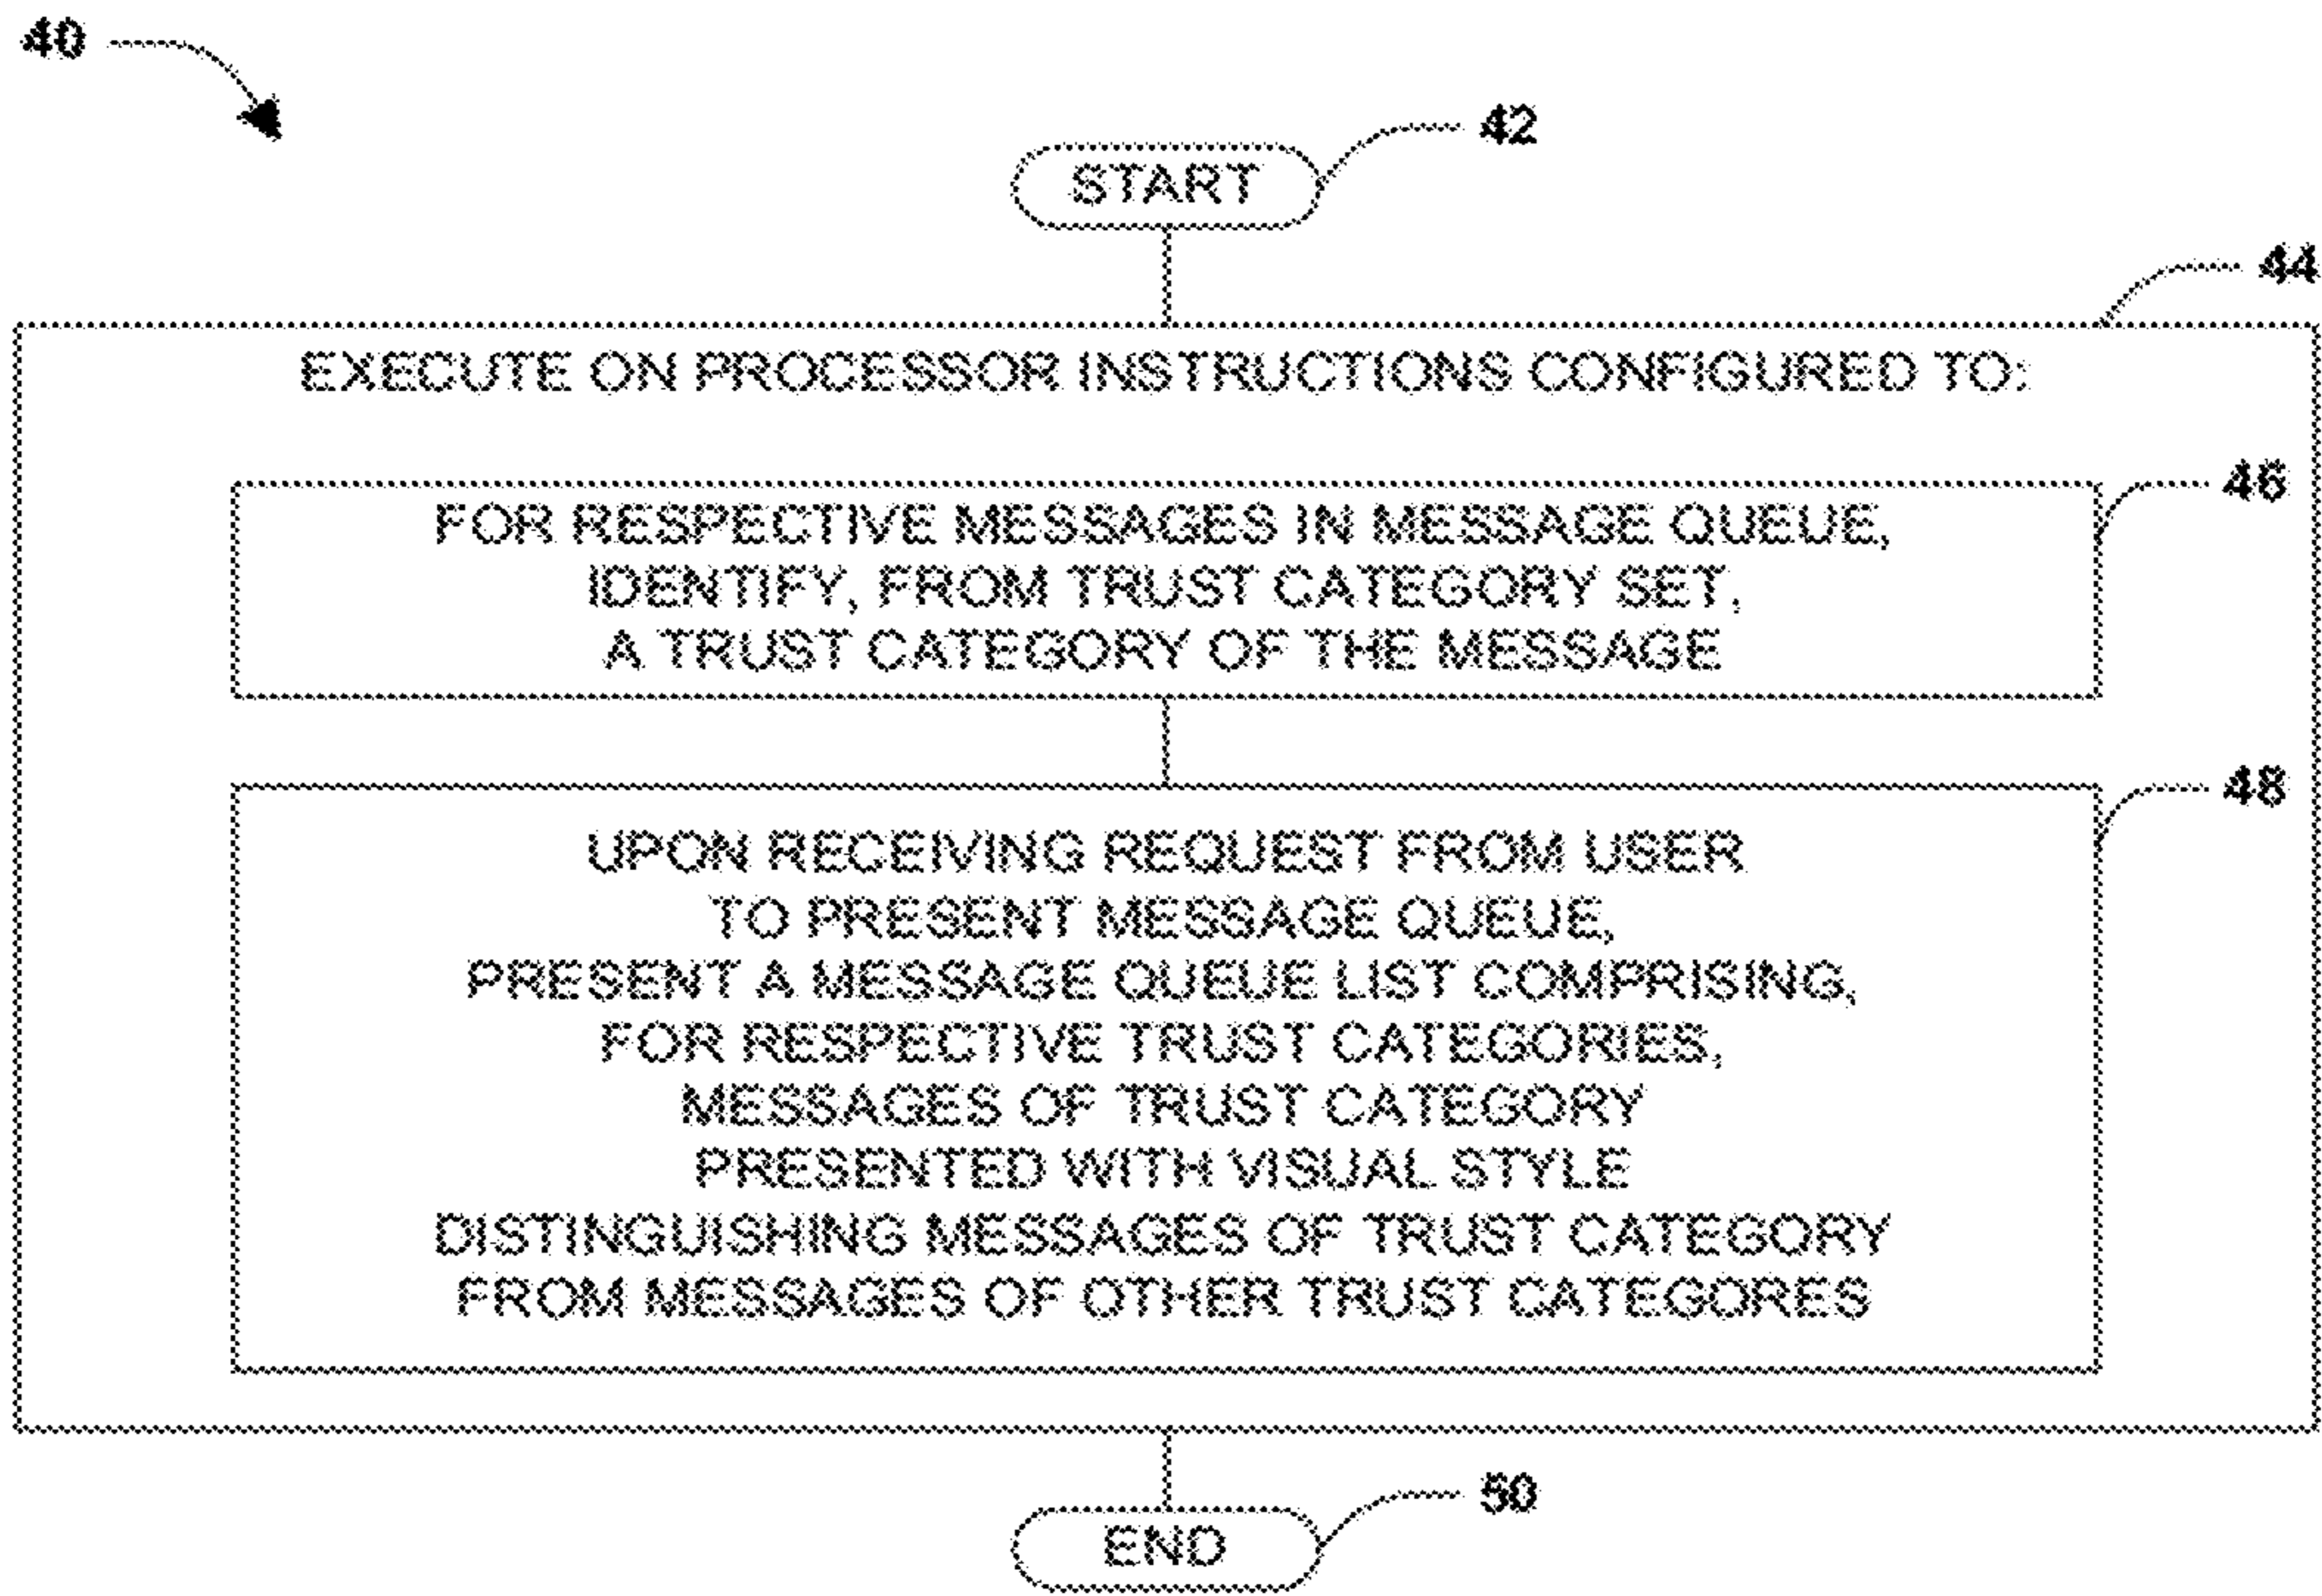 40
42
START
44
EXECUTE ON PROCESSOR INSTRUCTIONS CONFIGURED TO:
46
FOR RESPECTIVE MESSAGES IN MESSAGE QUEUE,
IDENTIFY, FROM TRUST CATEGORY SET,
A TRUST CATEGORY OF THE MESSAGE
48
UPON RECEIVING REQUEST FROM USER
TO PRESENT MESSAGE QUEUE,
PRESENT A MESSAGE QUEUE LIST COMPRISING,
FOR RESPECTIVE TRUST CATEGORIES,
MESSAGES OF TRUST CATEGORY
PRESENTED WITH VISUAL STYLE
DISTINGUISHING MESSAGES OF TRUST CATEGORY
FROM MESSAGES OF OTHER TRUST CATEGORES
50
END